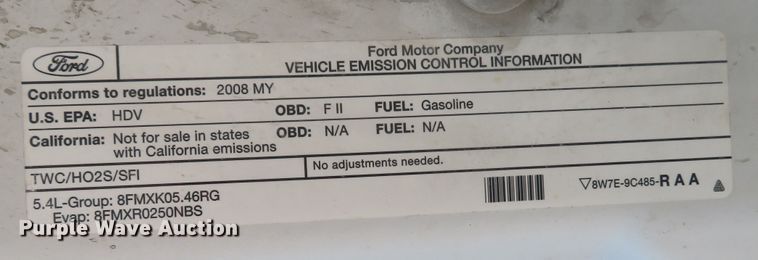 Ford
Ford Motor Company
VEHICLE EMISSION CONTROL INFORMATION
Conforms to regulations: 2008 MY
U.S. EPA: HDV OBD: F II FUEL: Gasoline
California: Not for sale in states with California emissions OBD: N/A FUEL: N/A
TWC/HO2S/SFI No adjustments needed.
5.4L-Group: 8FMXK05.46RG
Evap: 8FMXR0250NBS
▽8W7E-9C485-R A A
Purple Wave Auction